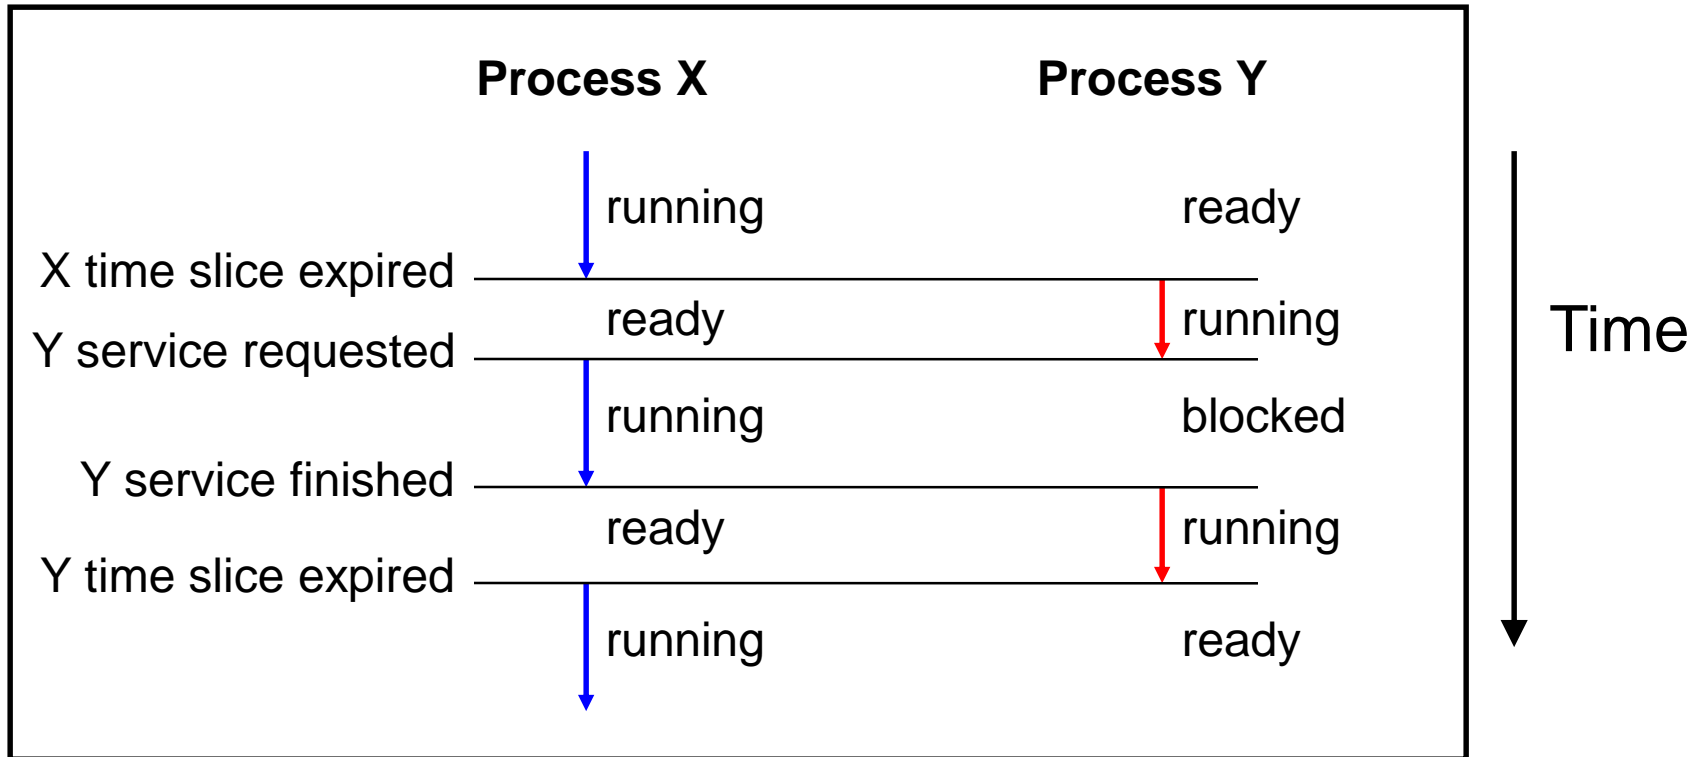 Process X Process Y
running ready
X time slice expired
ready running
Y service requested
running blocked
Y service finished
ready running
Y time slice expired
running ready
Time